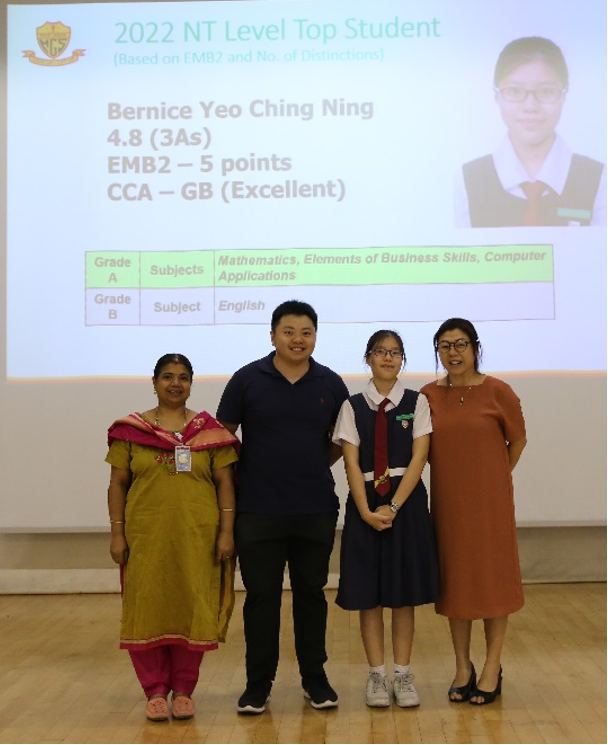 MGS
2022 NT Level Top Student
(Based on EMB2 and No. of Distinctions)
Bernice Yeo Ching Ning
4.8 (3As)
EMB2 – 5 points
CCA – GB (Excellent)
Grade A
Subjects
Mathematics, Elements of Business Skills, Computer
Applications
Grade B
Subject
English